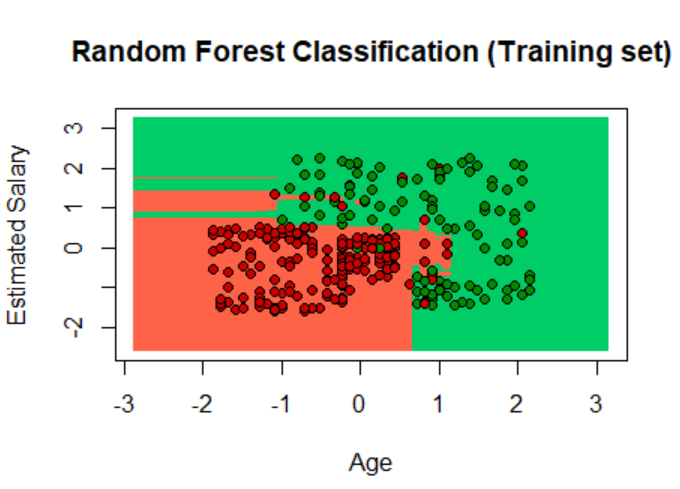 Random Forest Classification (Training set)
Estimated Salary
3
2
1
0
-2
-3 -2 -1 0 1 2 3
Age